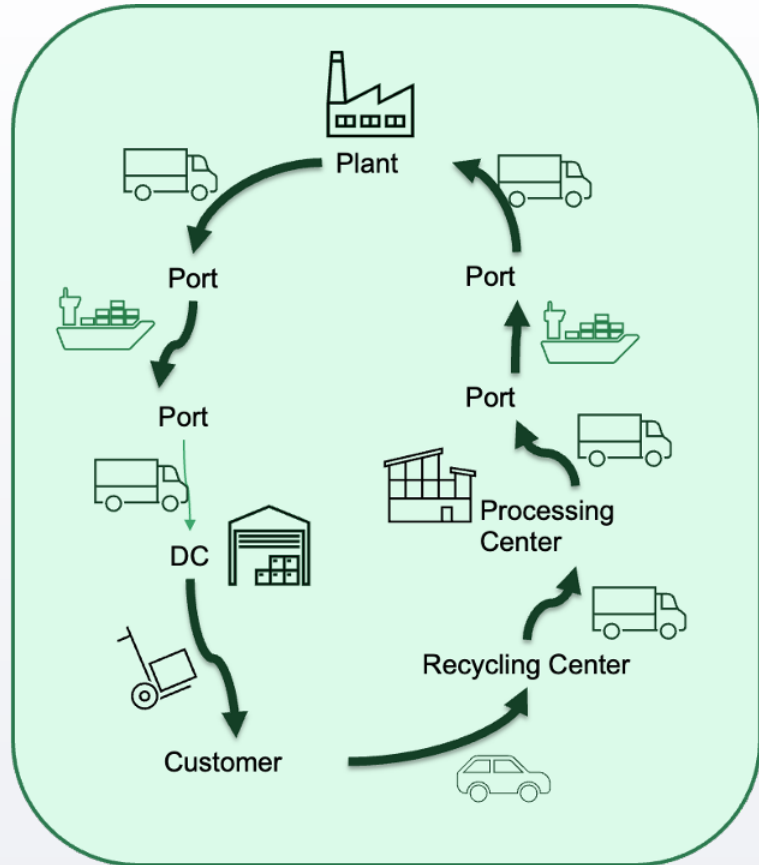 Plant
Port
Port
Port
Port
DC
Processing
Center
Recycling Center
Customer